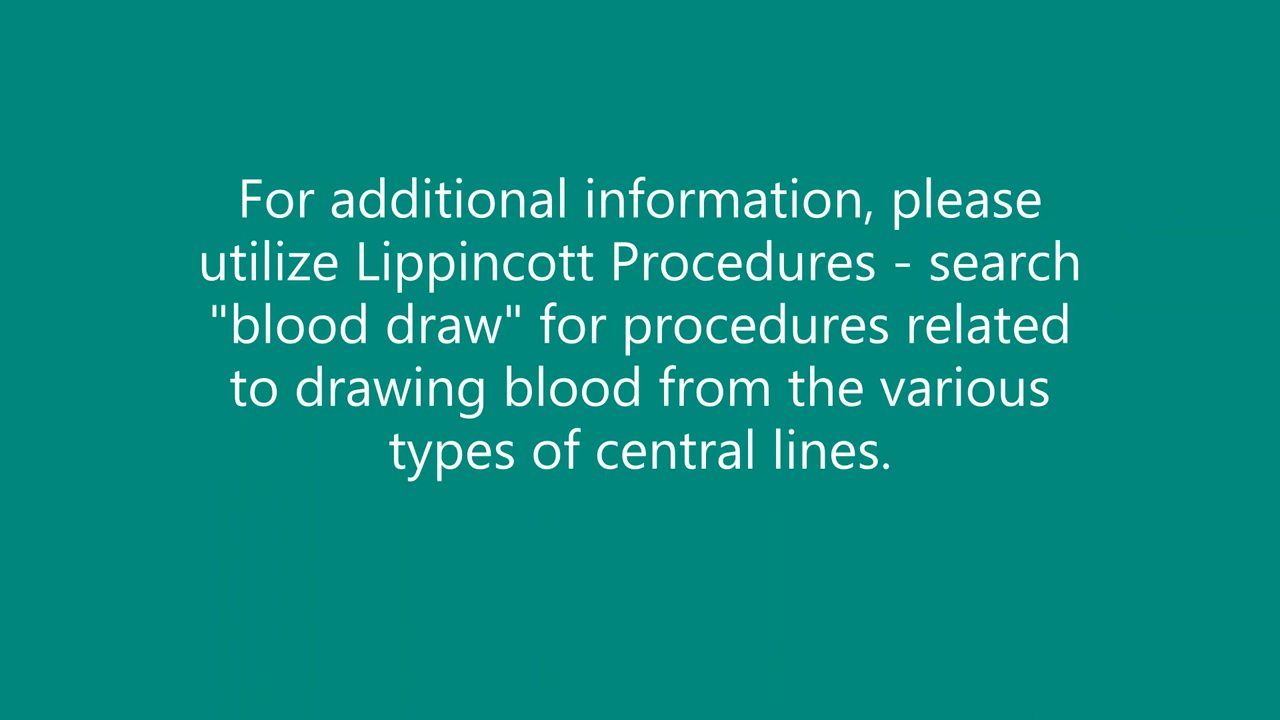 For additional information, please
utilize Lippincott Procedures - search
"blood draw" for procedures related
to drawing blood from the various
types of central lines.